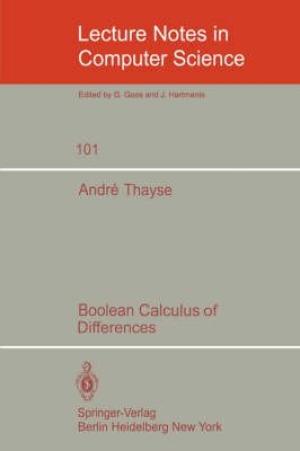 Lecture Notes in
Computer Science
Edited by G. Goos and J. Hartmanis
101
André Thayse
Boolean Calculus of
Differences
Springer-Verlag
Berlin Heidelberg New York